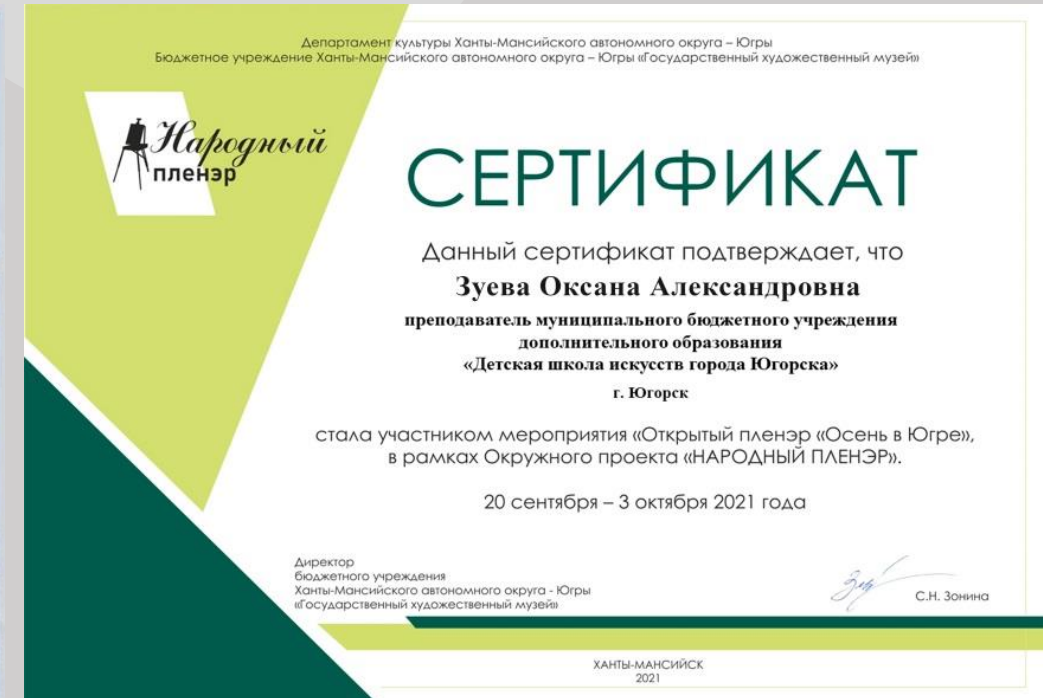 Департамент культуры Ханты-Мансийского автономного округа – Югры
Бюджетное учреждение Ханты-Мансийского автономного округа – Югры «Государственный художественный музей»
Народный
пленэр
СЕРТИФИКАТ
Данный сертификат подтверждает, что
Зуева Оксана Александровна
преподаватель муниципального бюджетного учреждения
дополнительного образования
«Детская школа искусств города Югорска»
г. Югорск
стала участником мероприятия «Открытый пленэр «Осень в Югре»,
в рамках Окружного проекта «НАРОДНЫЙ ПЛЕНЭР».
20 сентября – 3 октября 2021 года
Директор
бюджетного учреждения
Ханты-Мансийского автономного округа - Югры
«Государственный художественный музей»
С.Н. Зонина
ХАНТЫ-МАНСИЙСК
2021